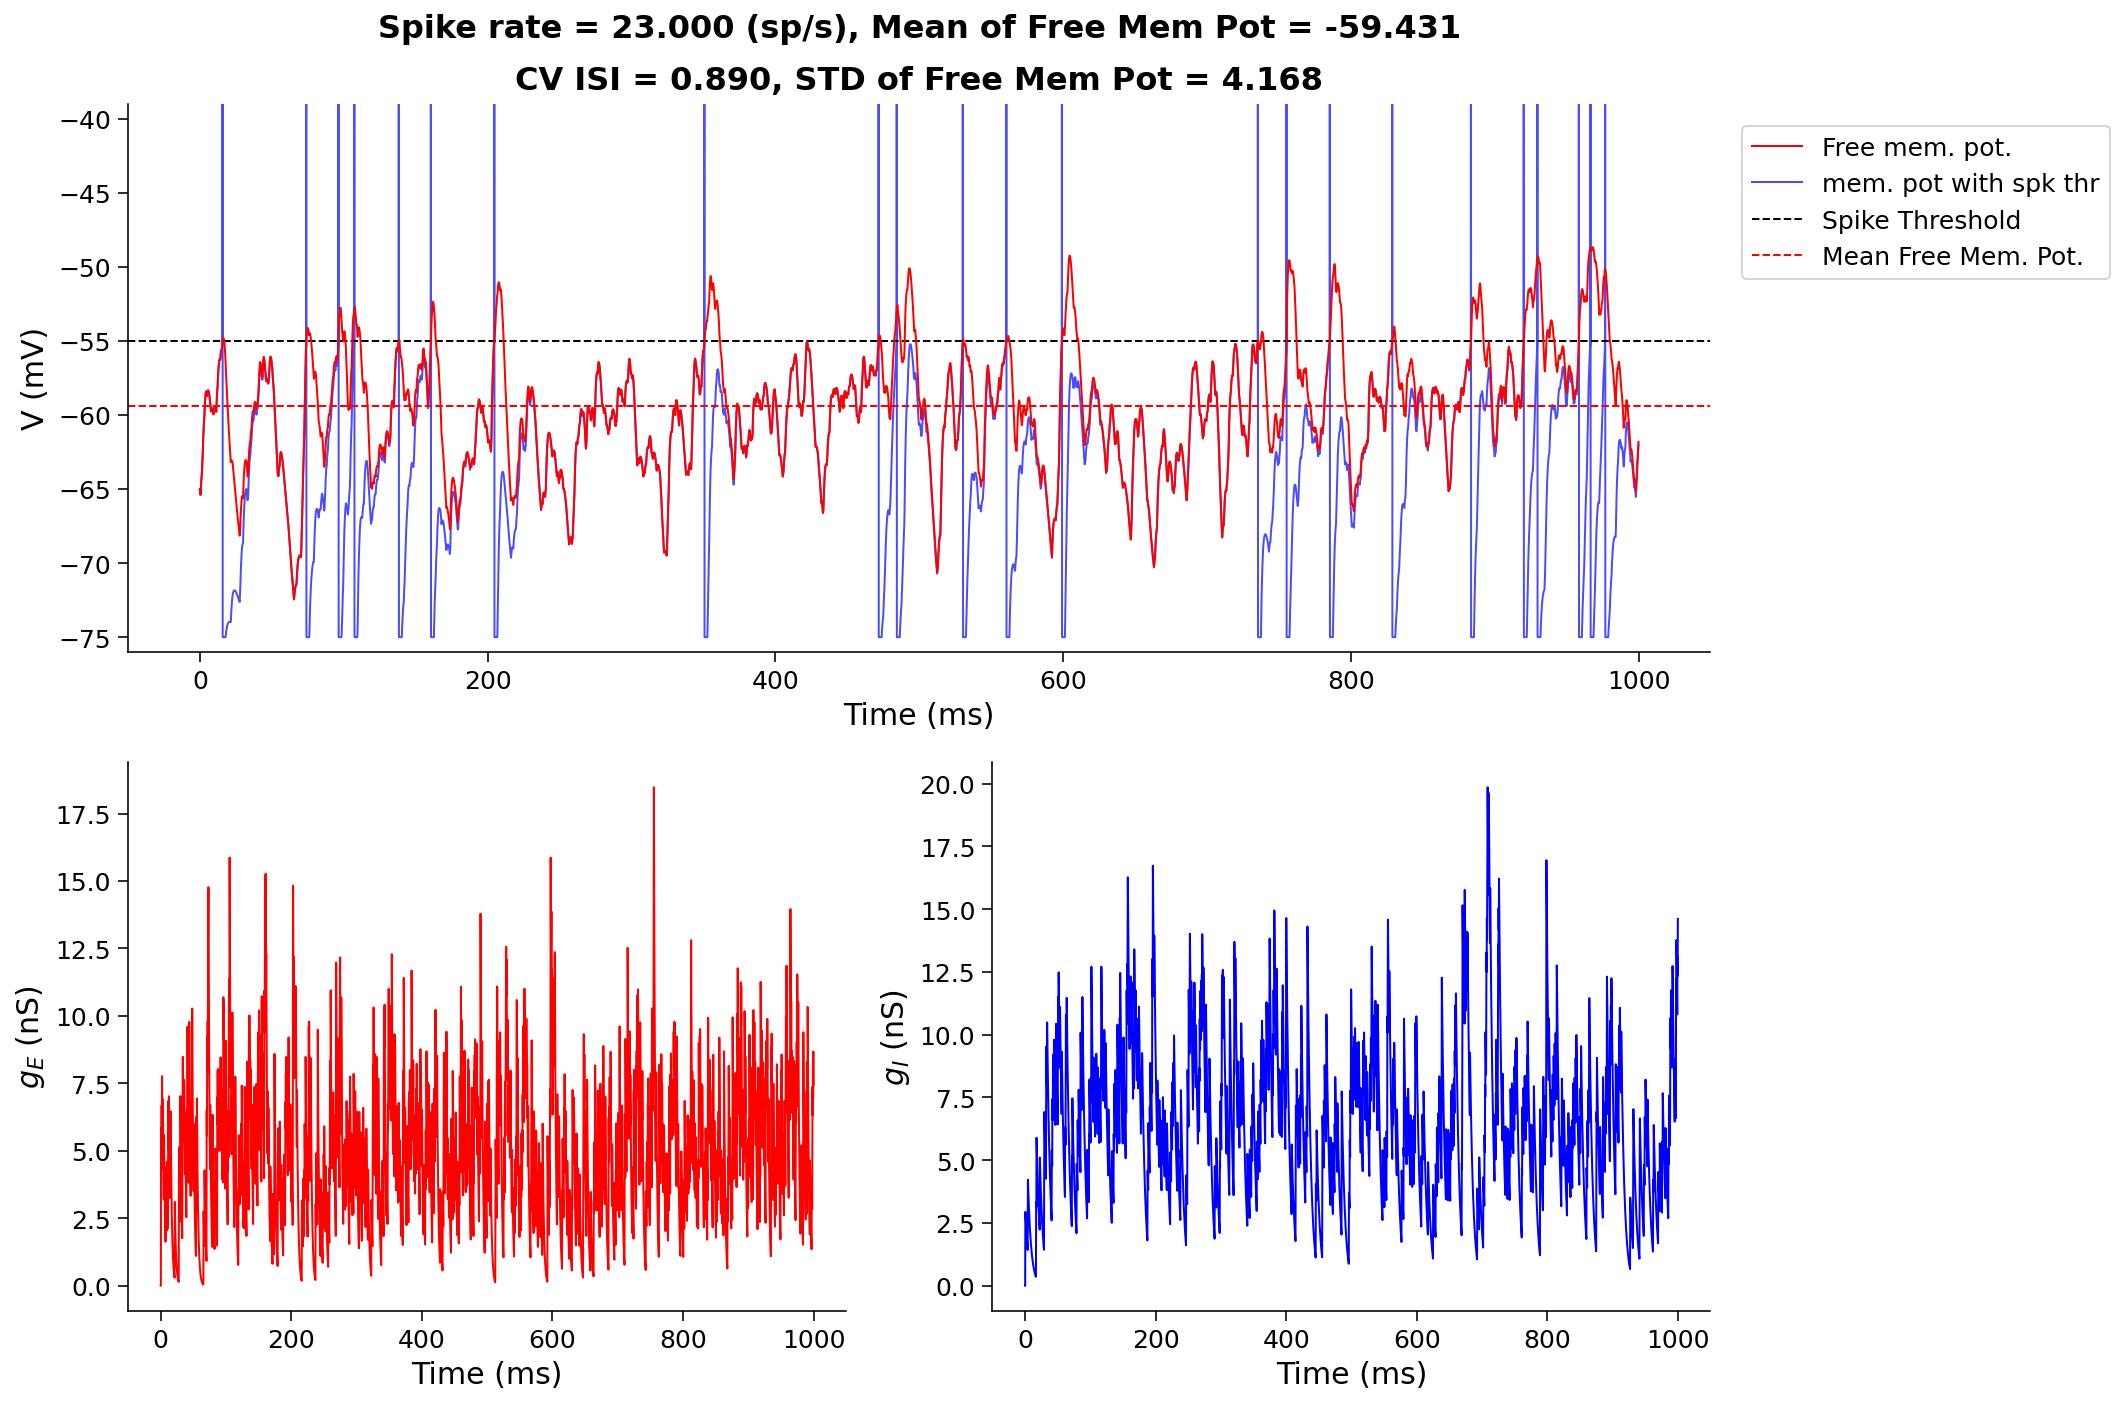 Spike rate = 23.000 (sp/s), Mean of Free Mem Pot = -59.431
CV ISI = 0.890, STD of Free Mem Pot = 4.168
−40
−45
−50
−55
−60
−65
−70
−75
V (mV)
0 200 400 600 800 1000
Time (ms)
Free mem. pot.
mem. pot with spk thr
Spike Threshold
Mean Free Mem. Pot.
17.5
15.0
12.5
10.0
7.5
5.0
2.5
0.0
gE (nS)
0 200 400 600 800 1000
Time (ms)
20.0
17.5
15.0
12.5
10.0
7.5
5.0
2.5
0.0
gI (nS)
0 200 400 600 800 1000
Time (ms)